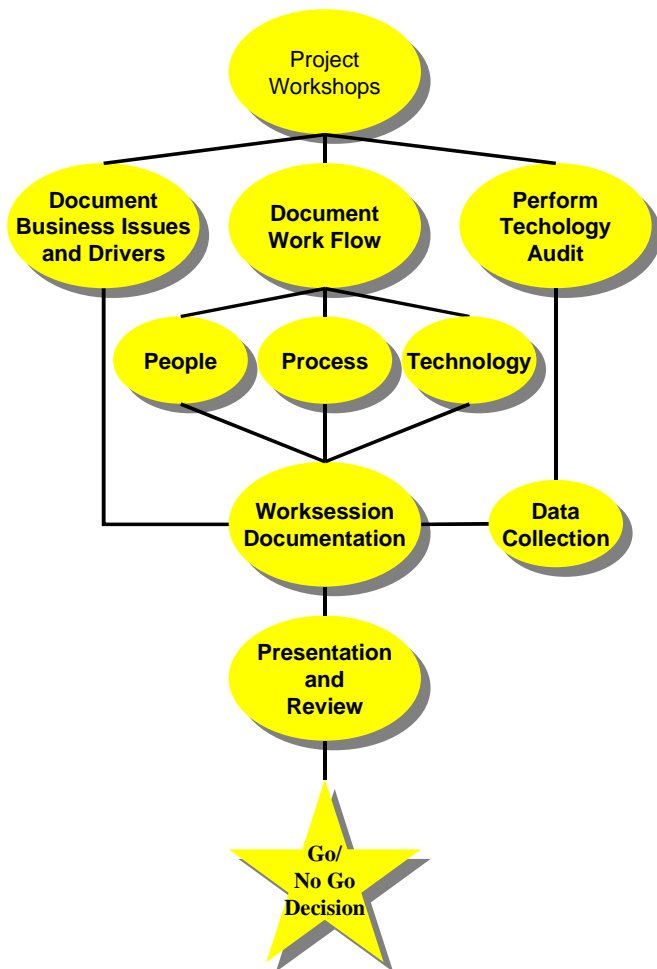 Project
Workshops
Document
Business Issues
and Drivers
Document
Work Flow
Perform
Techology
Audit
People
Process
Technology
Worksession
Documentation
Data
Collection
Presentation
and
Review
Go/
No Go
Decision